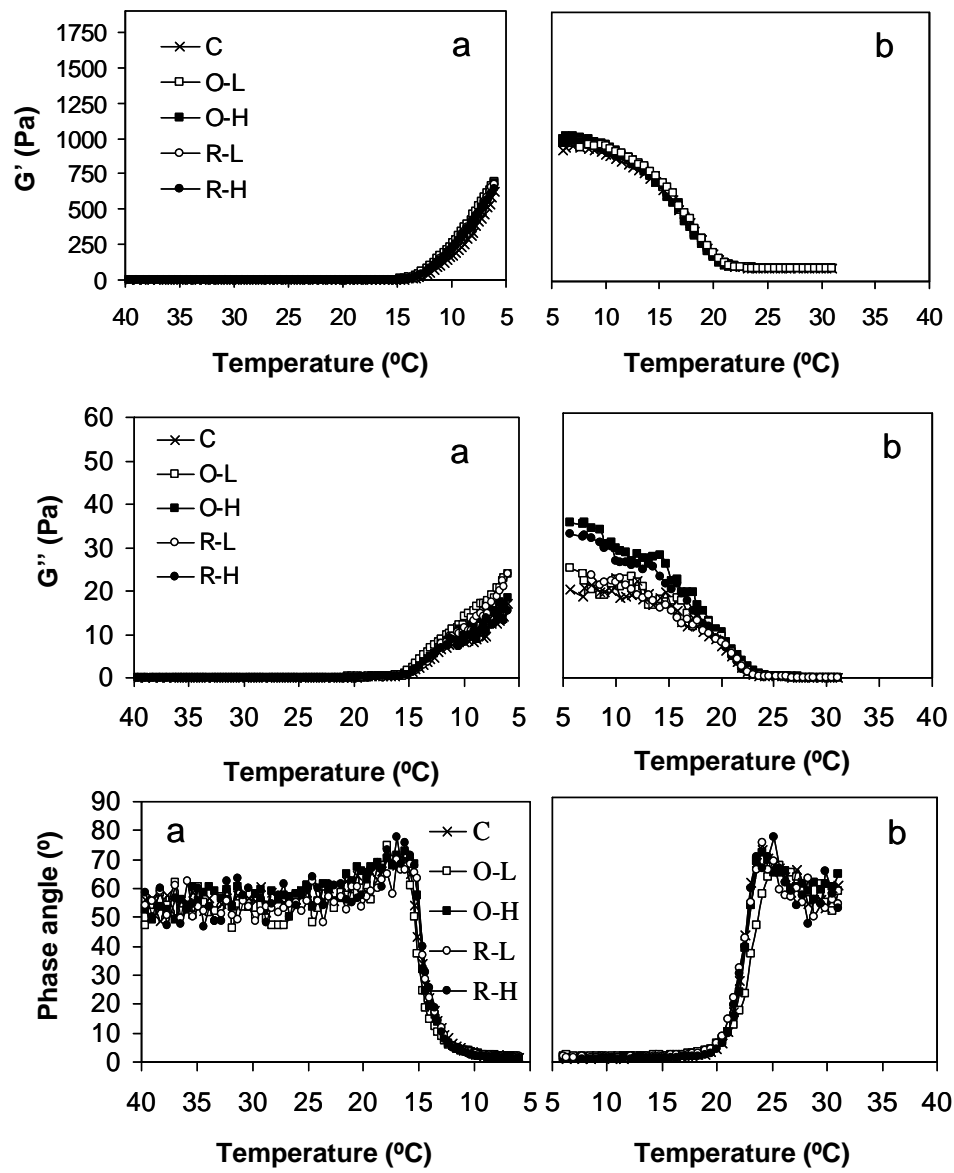 1750
1500
1250
1000
750
500
250
0
G' (Pa)
C
O-L
O-H
R-L
R-H
a
b
40 35 30 25 20 15 10 5
5 10 15 20 25 30 35 40
Temperature (ºC)
Temperature (ºC)
60
50
40
30
20
10
0
G'' (Pa)
C
O-L
O-H
R-L
R-H
a
b
40 35 30 25 20 15 10 5
5 10 15 20 25 30 35 40
Temperature (ºC)
Temperature (ºC)
90
80
70
60
50
40
30
20
10
0
Phase angle (º)
a
C
O-L
O-H
R-L
R-H
b
40 35 30 25 20 15 10 5
5 10 15 20 25 30 35 40
Temperature (ºC)
Temperature (ºC)